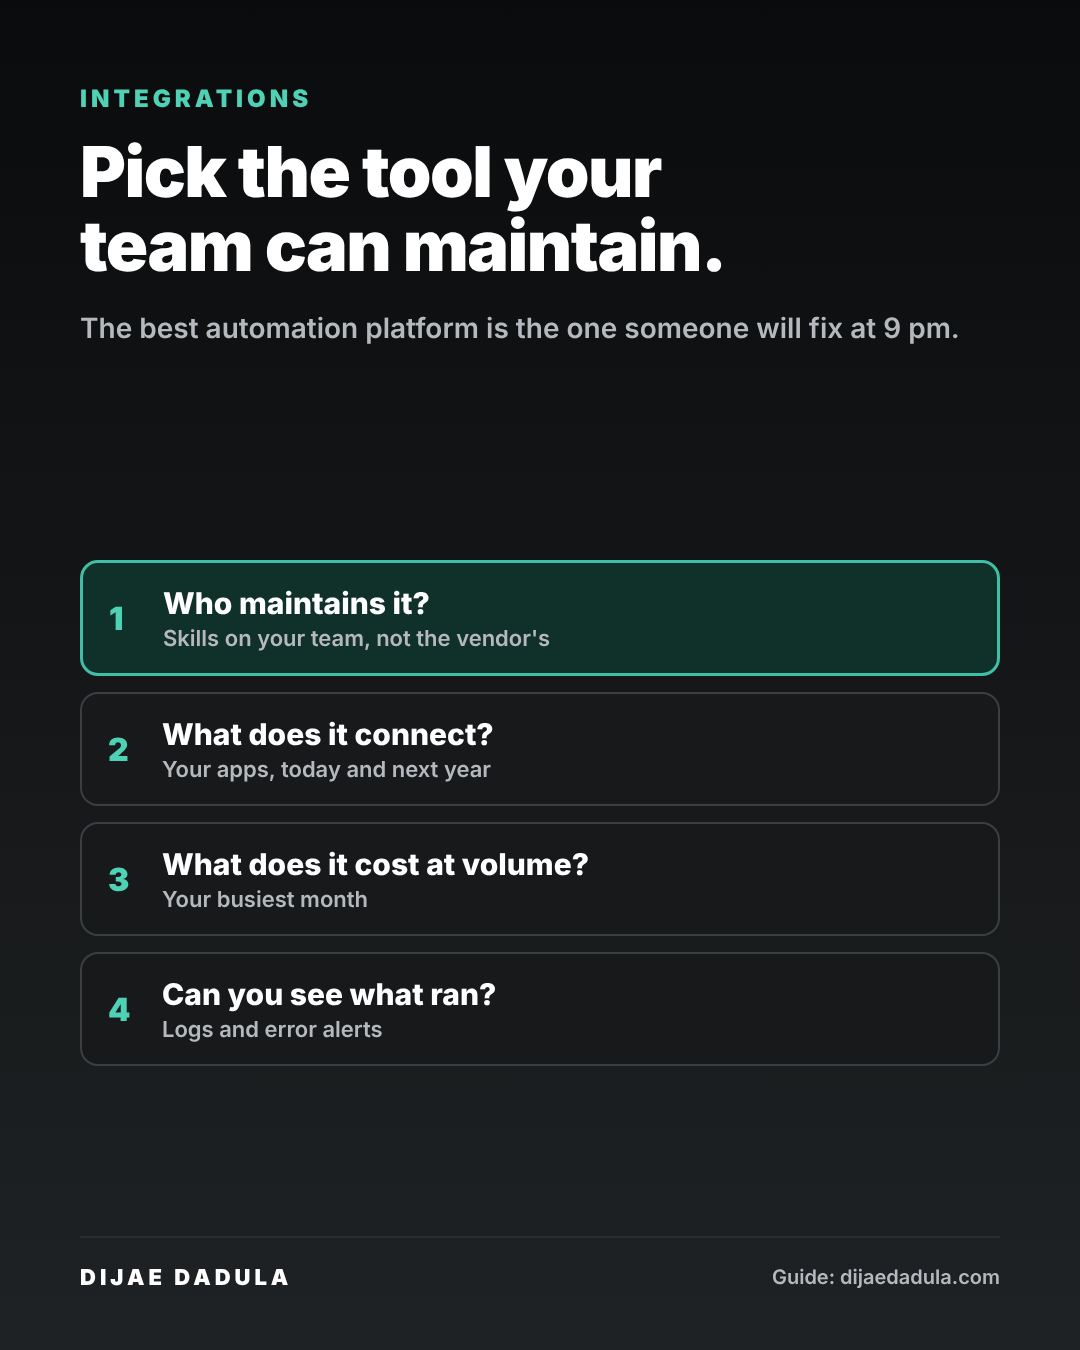 INTEGRATIONS
Pick the tool your
team can maintain.
The best automation platform is the one someone will fix at 9 pm.
1
Who maintains it?
Skills on your team, not the vendor's
2
What does it connect?
Your apps, today and next year
3
What does it cost at volume?
Your busiest month
4
Can you see what ran?
Logs and error alerts
DIJAE DADULA
Guide: dijaedadula.com